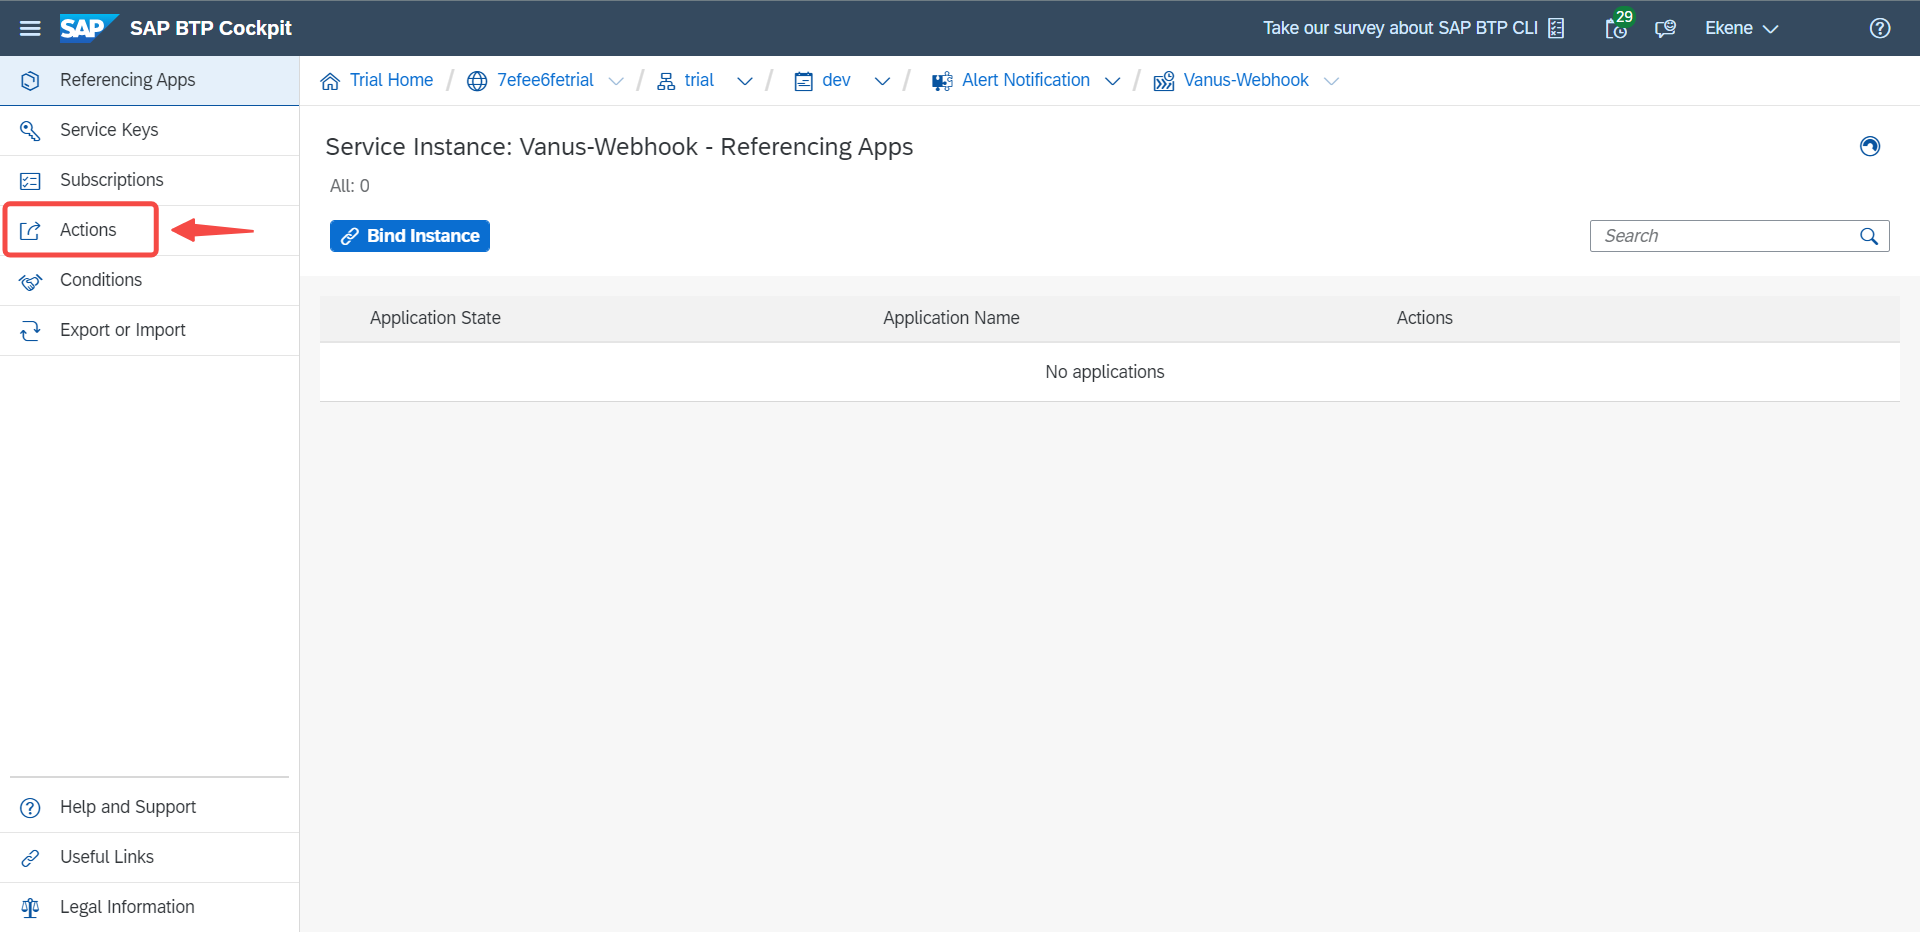 SAP SAP BTP Cockpit Take our survey about SAP BTP CLI 29 Ekene
Referencing Apps
Service Keys
Subscriptions
Actions
Conditions
Export or Import
Help and Support
Useful Links
Legal Information
Trial Home / 7efee6fetrial / trial / dev / Alert Notification / Vanus-Webhook
Service Instance: Vanus-Webhook - Referencing Apps
All: 0
Bind Instance
Search
Application State Application Name Actions
No applications